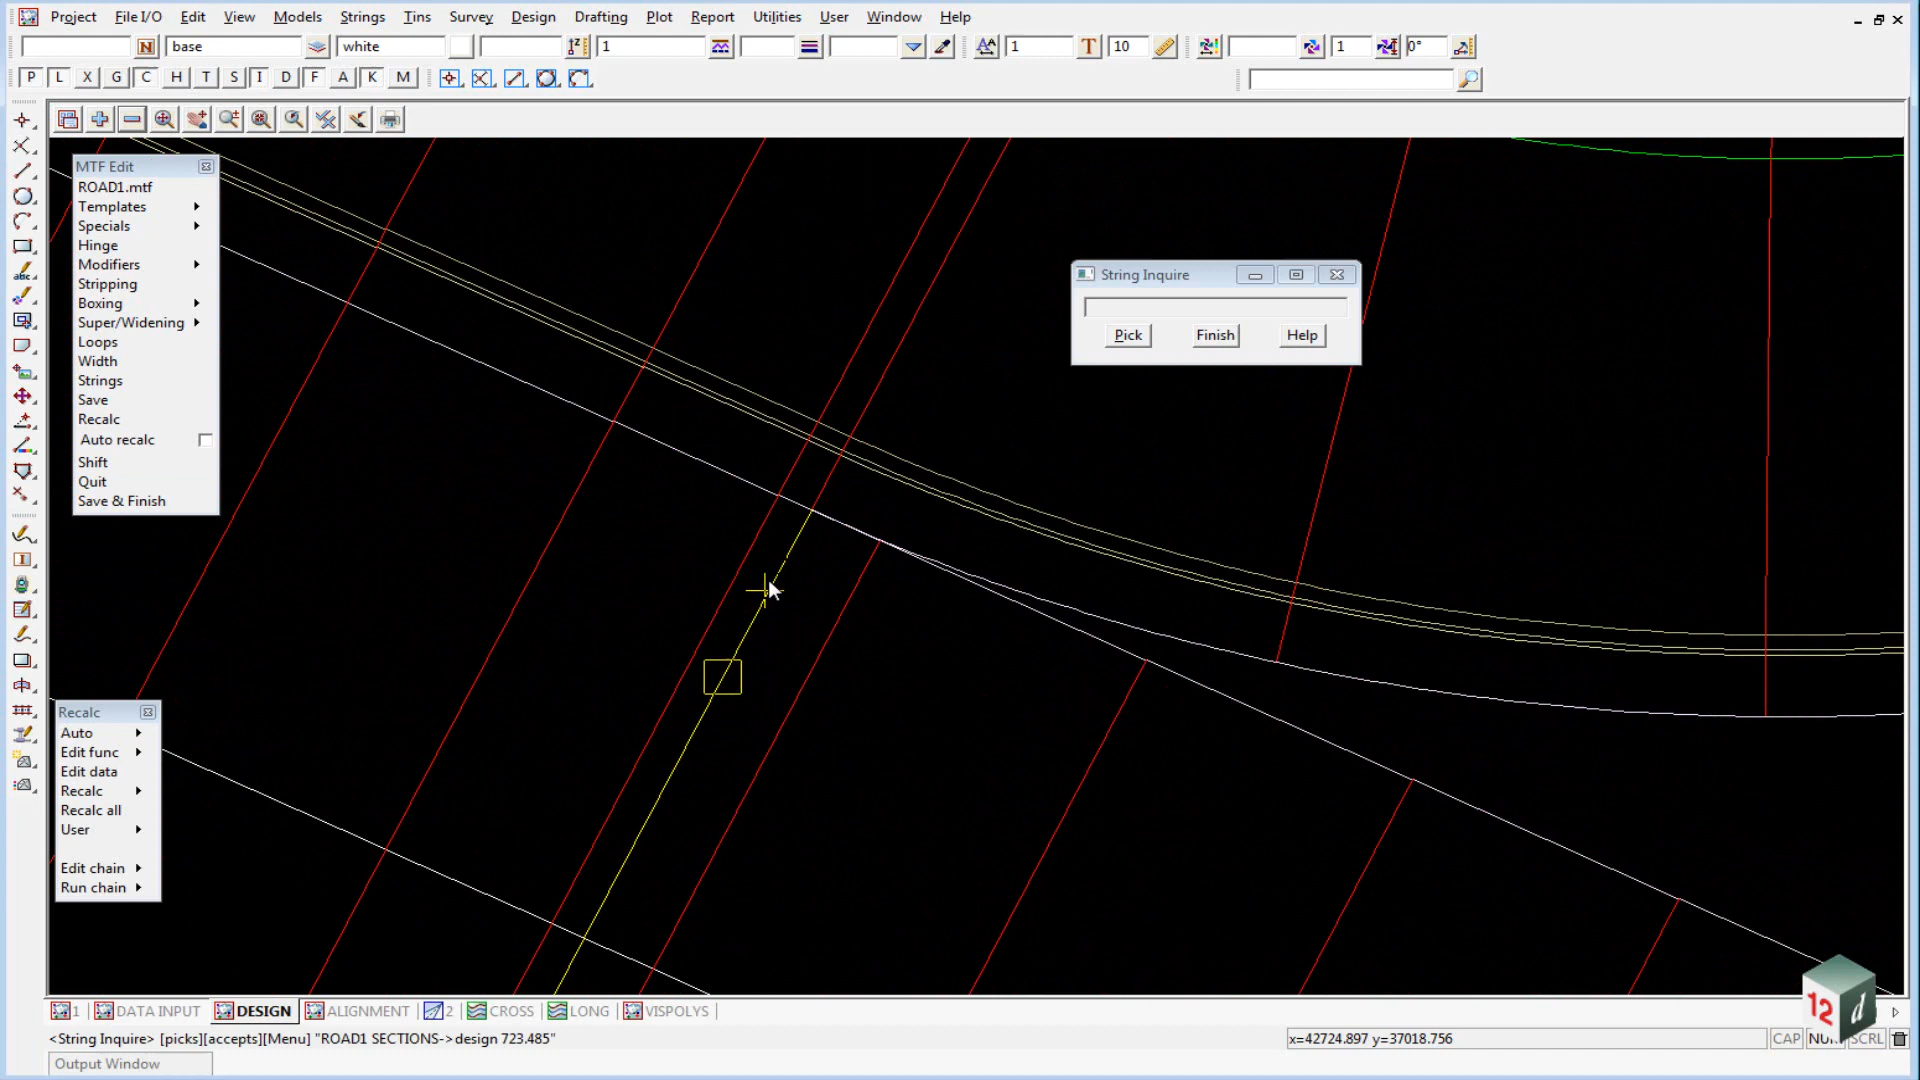 Project File I/O Edit View Models Strings Tins Survey Design Drafting Plot Report Utilities User Window Help
N base white 1 T 1 10 1 0°
P L X G C H T S I D F A K M
MTF Edit
ROAD1.mtf
Templates
Specials
Hinge
Modifiers
Stripping
Boxing
Super/Widening
Loops
Width
Strings
Save
Recalc
Auto recalc
Shift
Quit
Save & Finish
String Inquire
Pick Finish Help
Recalc
Auto
Edit func
Edit data
Recalc
Recalc all
User
Edit chain
Run chain
12 d
1 DATA INPUT DESIGN ALIGNMENT 2 CROSS LONG VISPOLYS
<String Inquire> [picks][accepts][Menu] "ROAD1 SECTIONS->design 723.485" x=42724.897 y=37018.756 CAP NUM SCRL
Output Window